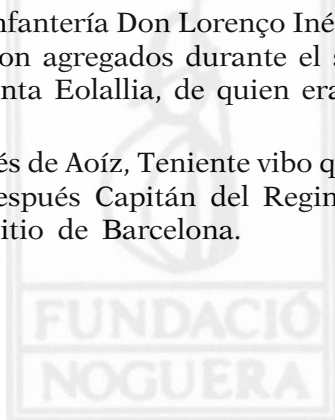 nfantería Don Lorenço Iné
on agregados durante el s
nta Eolallia, de quien era
és de Aoíz, Teniente vibo q
espués Capitán del Regin
itio de Barcelona.
FUNDACIÓ
NOGUERA